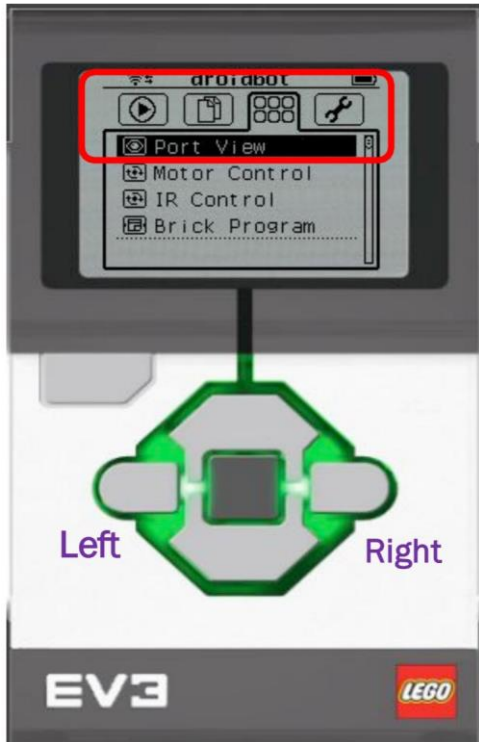 droidbot
Port View
Motor Control
IR Control
Brick Program
Left
Right
EV3
LEGO